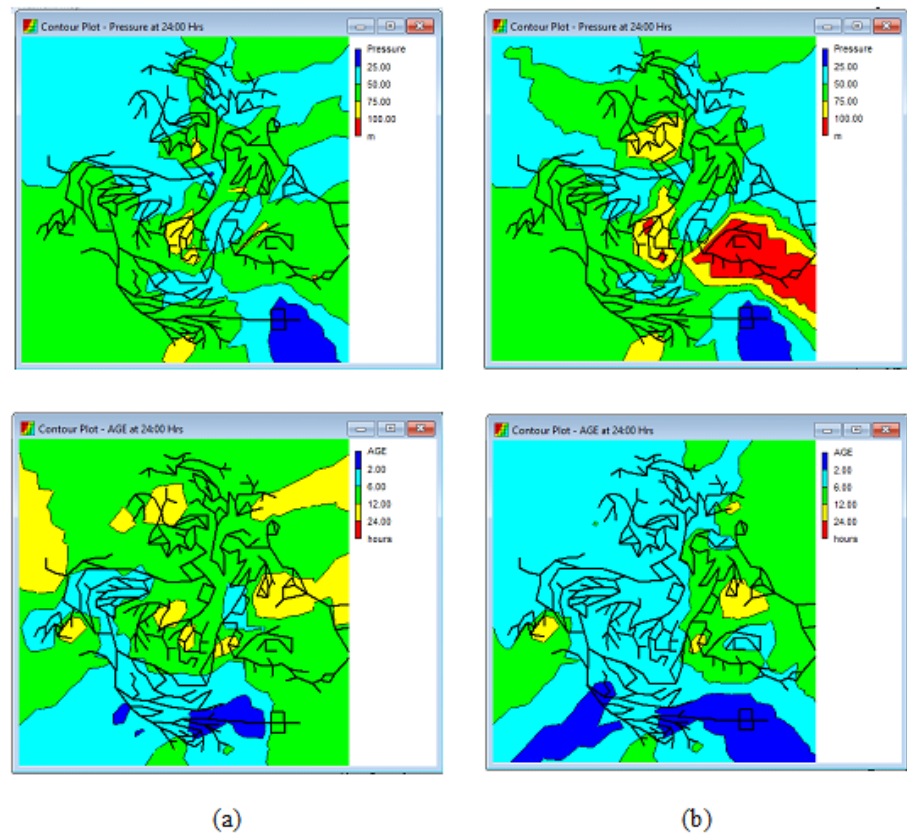 Contour Plot - Pressure at 24:00 Hrs
Pressure
25.00
50.00
75.00
100.00
m
Contour Plot - Pressure at 24:00 Hrs
Pressure
25.00
50.00
75.00
100.00
m
Contour Plot - AGE at 24:00 Hrs
AGE
2.00
6.00
12.00
24.00
hours
Contour Plot - AGE at 24:00 Hrs
AGE
2.00
6.00
12.00
24.00
hours
(a)
(b)